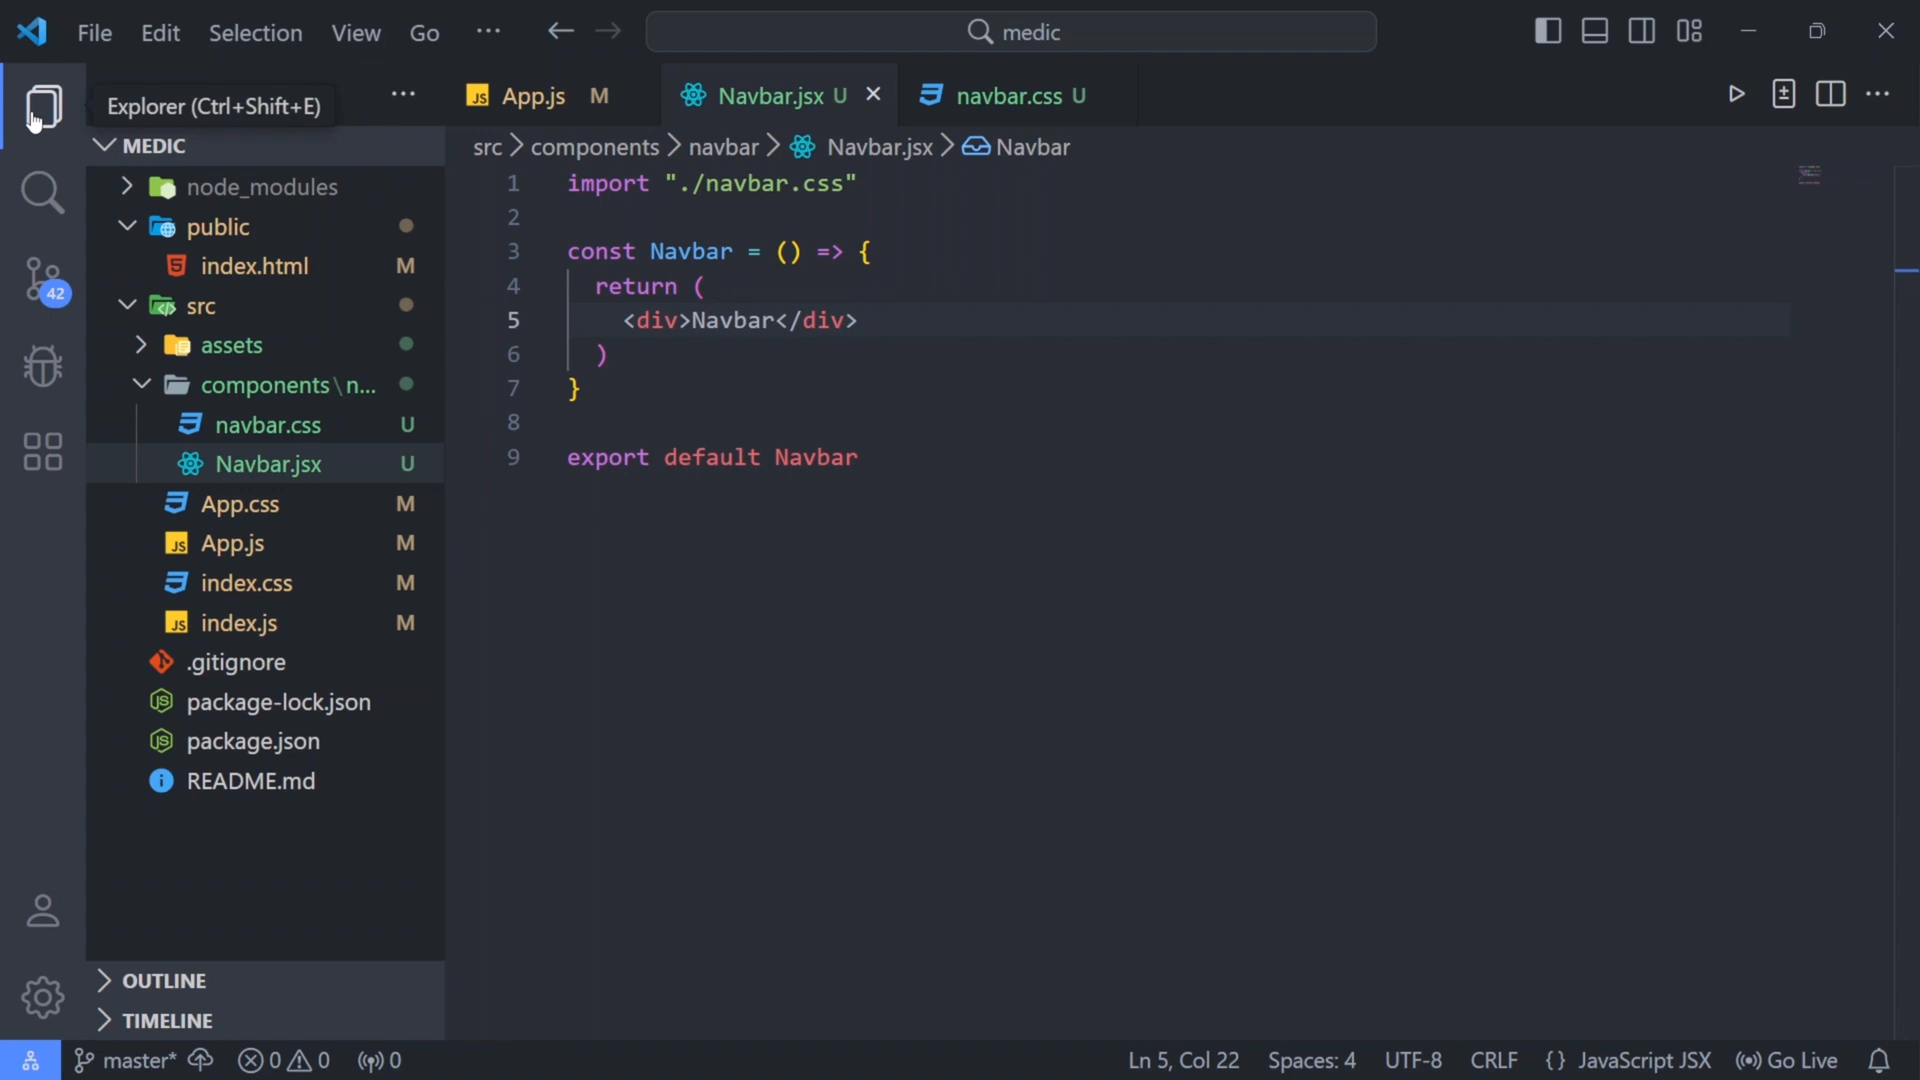 File Edit Selection View Go ··· medic
Explorer (Ctrl+Shift+E) ···
App.js M Navbar.jsx U navbar.css U
MEDIC
src > components > navbar > Navbar.jsx > Navbar
node_modules
public
index.html M
src
assets
components\n...
navbar.css U
Navbar.jsx U
App.css M
App.js M
index.css M
index.js M
.gitignore
package-lock.json
package.json
README.md
OUTLINE
TIMELINE
42
1 import "./navbar.css"
2
3 const Navbar = () => {
4 return (
5 <div>Navbar</div>
6 )
7 }
8
9 export default Navbar
master* 0 0 0 Ln 5, Col 22 Spaces: 4 UTF-8 CRLF {} JavaScript JSX Go Live